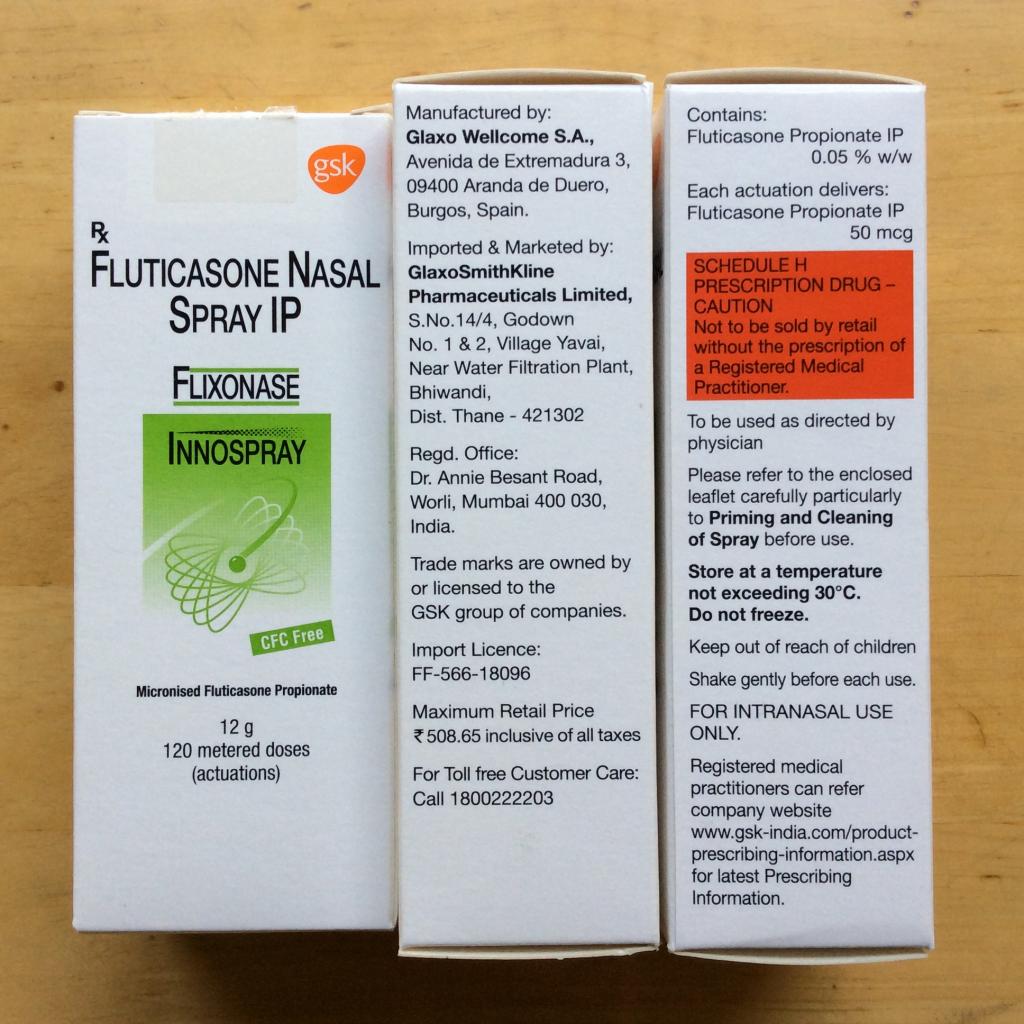 gsk
Rx
FLUTICASONE NASAL
SPRAY IP
FLIXONASE
INNOSPRAY
CFC Free
Micronised Fluticasone Propionate
12 g
120 metered doses
(actuations)
Manufactured by:
Glaxo Wellcome S.A.,
Avenida de Extremadura 3,
09400 Aranda de Duero,
Burgos, Spain.
Imported & Marketed by:
GlaxoSmithKline
Pharmaceuticals Limited,
S.No.14/4, Godown
No. 1 & 2, Village Yavai,
Near Water Filtration Plant,
Bhiwandi,
Dist. Thane - 421302
Regd. Office:
Dr. Annie Besant Road,
Worli, Mumbai 400 030,
India.
Trade marks are owned by
or licensed to the
GSK group of companies.
Import Licence:
FF-566-18096
Maximum Retail Price
₹ 508.65 inclusive of all taxes
For Toll free Customer Care:
Call 1800222203
Contains:
Fluticasone Propionate IP
0.05 % w/w
Each actuation delivers:
Fluticasone Propionate IP
50 mcg
SCHEDULE H
PRESCRIPTION DRUG –
CAUTION
Not to be sold by retail
without the prescription of
a Registered Medical
Practitioner.
To be used as directed by
physician
Please refer to the enclosed
leaflet carefully particularly
to Priming and Cleaning
of Spray before use.
Store at a temperature
not exceeding 30°C.
Do not freeze.
Keep out of reach of children
Shake gently before each use.
FOR INTRANASAL USE
ONLY.
Registered medical
practitioners can refer
company website
www.gsk-india.com/product-
prescribing-information.aspx
for latest Prescribing
Information.